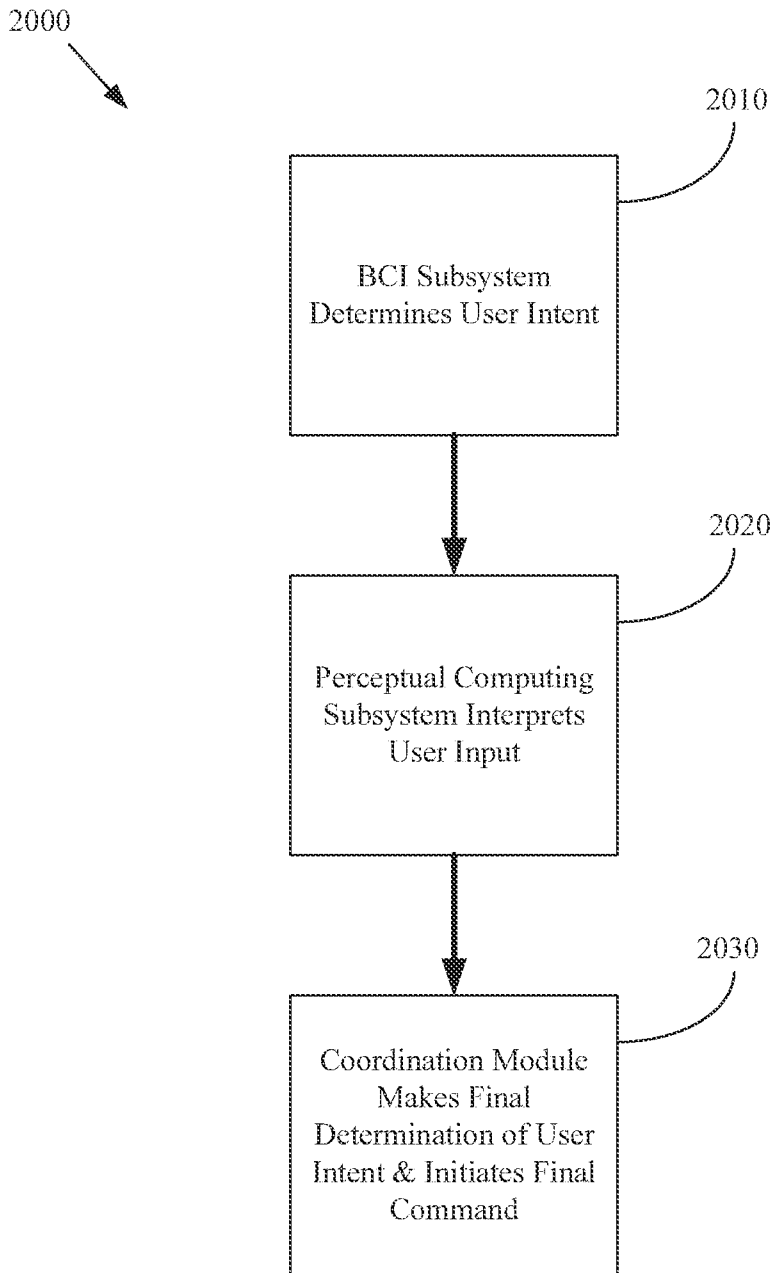 2000
2010
BCI Subsystem
Determines User Intent
2020
Perceptual Computing
Subsystem Interprets
User Input
2030
Coordination Module
Makes Final
Determination of User
Intent & Initiates Final
Command